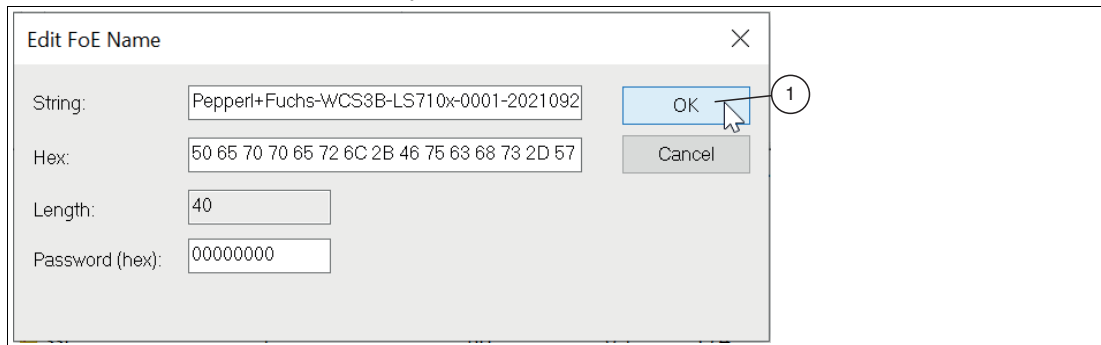 Edit FoE Name
String: Pepperl+Fuchs-WCS3B-LS710x-0001-2021092 OK 1
Hex: 50 65 70 70 65 72 6C 2B 46 75 63 68 73 2D 57 Cancel
Length: 40
Password (hex): 00000000